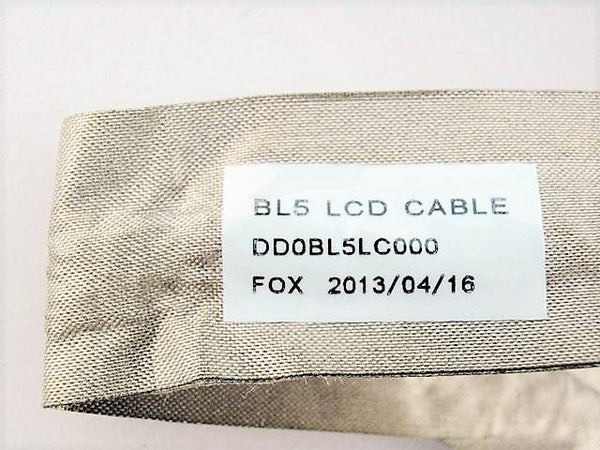 BL5 LCD CABLE
DD0BL5LC000
FOX 2013/04/16